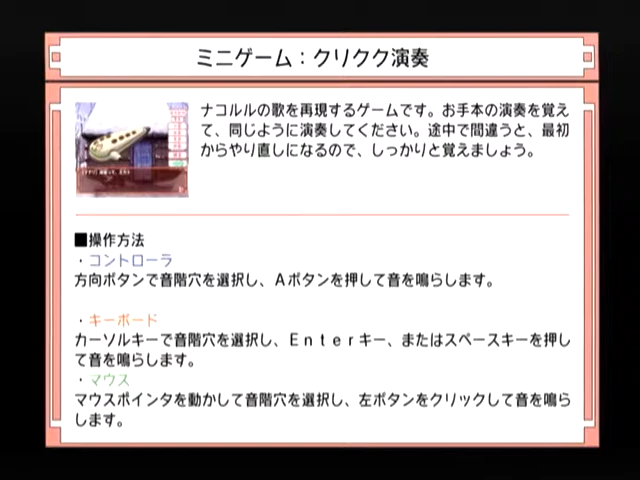 ミニゲーム：クリクク演奏
ナコルルの歌を再現するゲームです。お手本の演奏を覚え
て、同じように演奏してください。途中で間違うと、最初
からやり直しになるので、しっかりと覚えましょう。
■操作方法
・コントローラ
方向ボタンで音階穴を選択し、Ａボタンを押して音を鳴らします。
・キーボード
カーソルキーで音階穴を選択し、Ｅｎｔｅｒキー、またはスペースキーを押し
て音を鳴らします。
・マウス
マウスポインタを動かして音階穴を選択し、左ボタンをクリックして音を鳴ら
します。